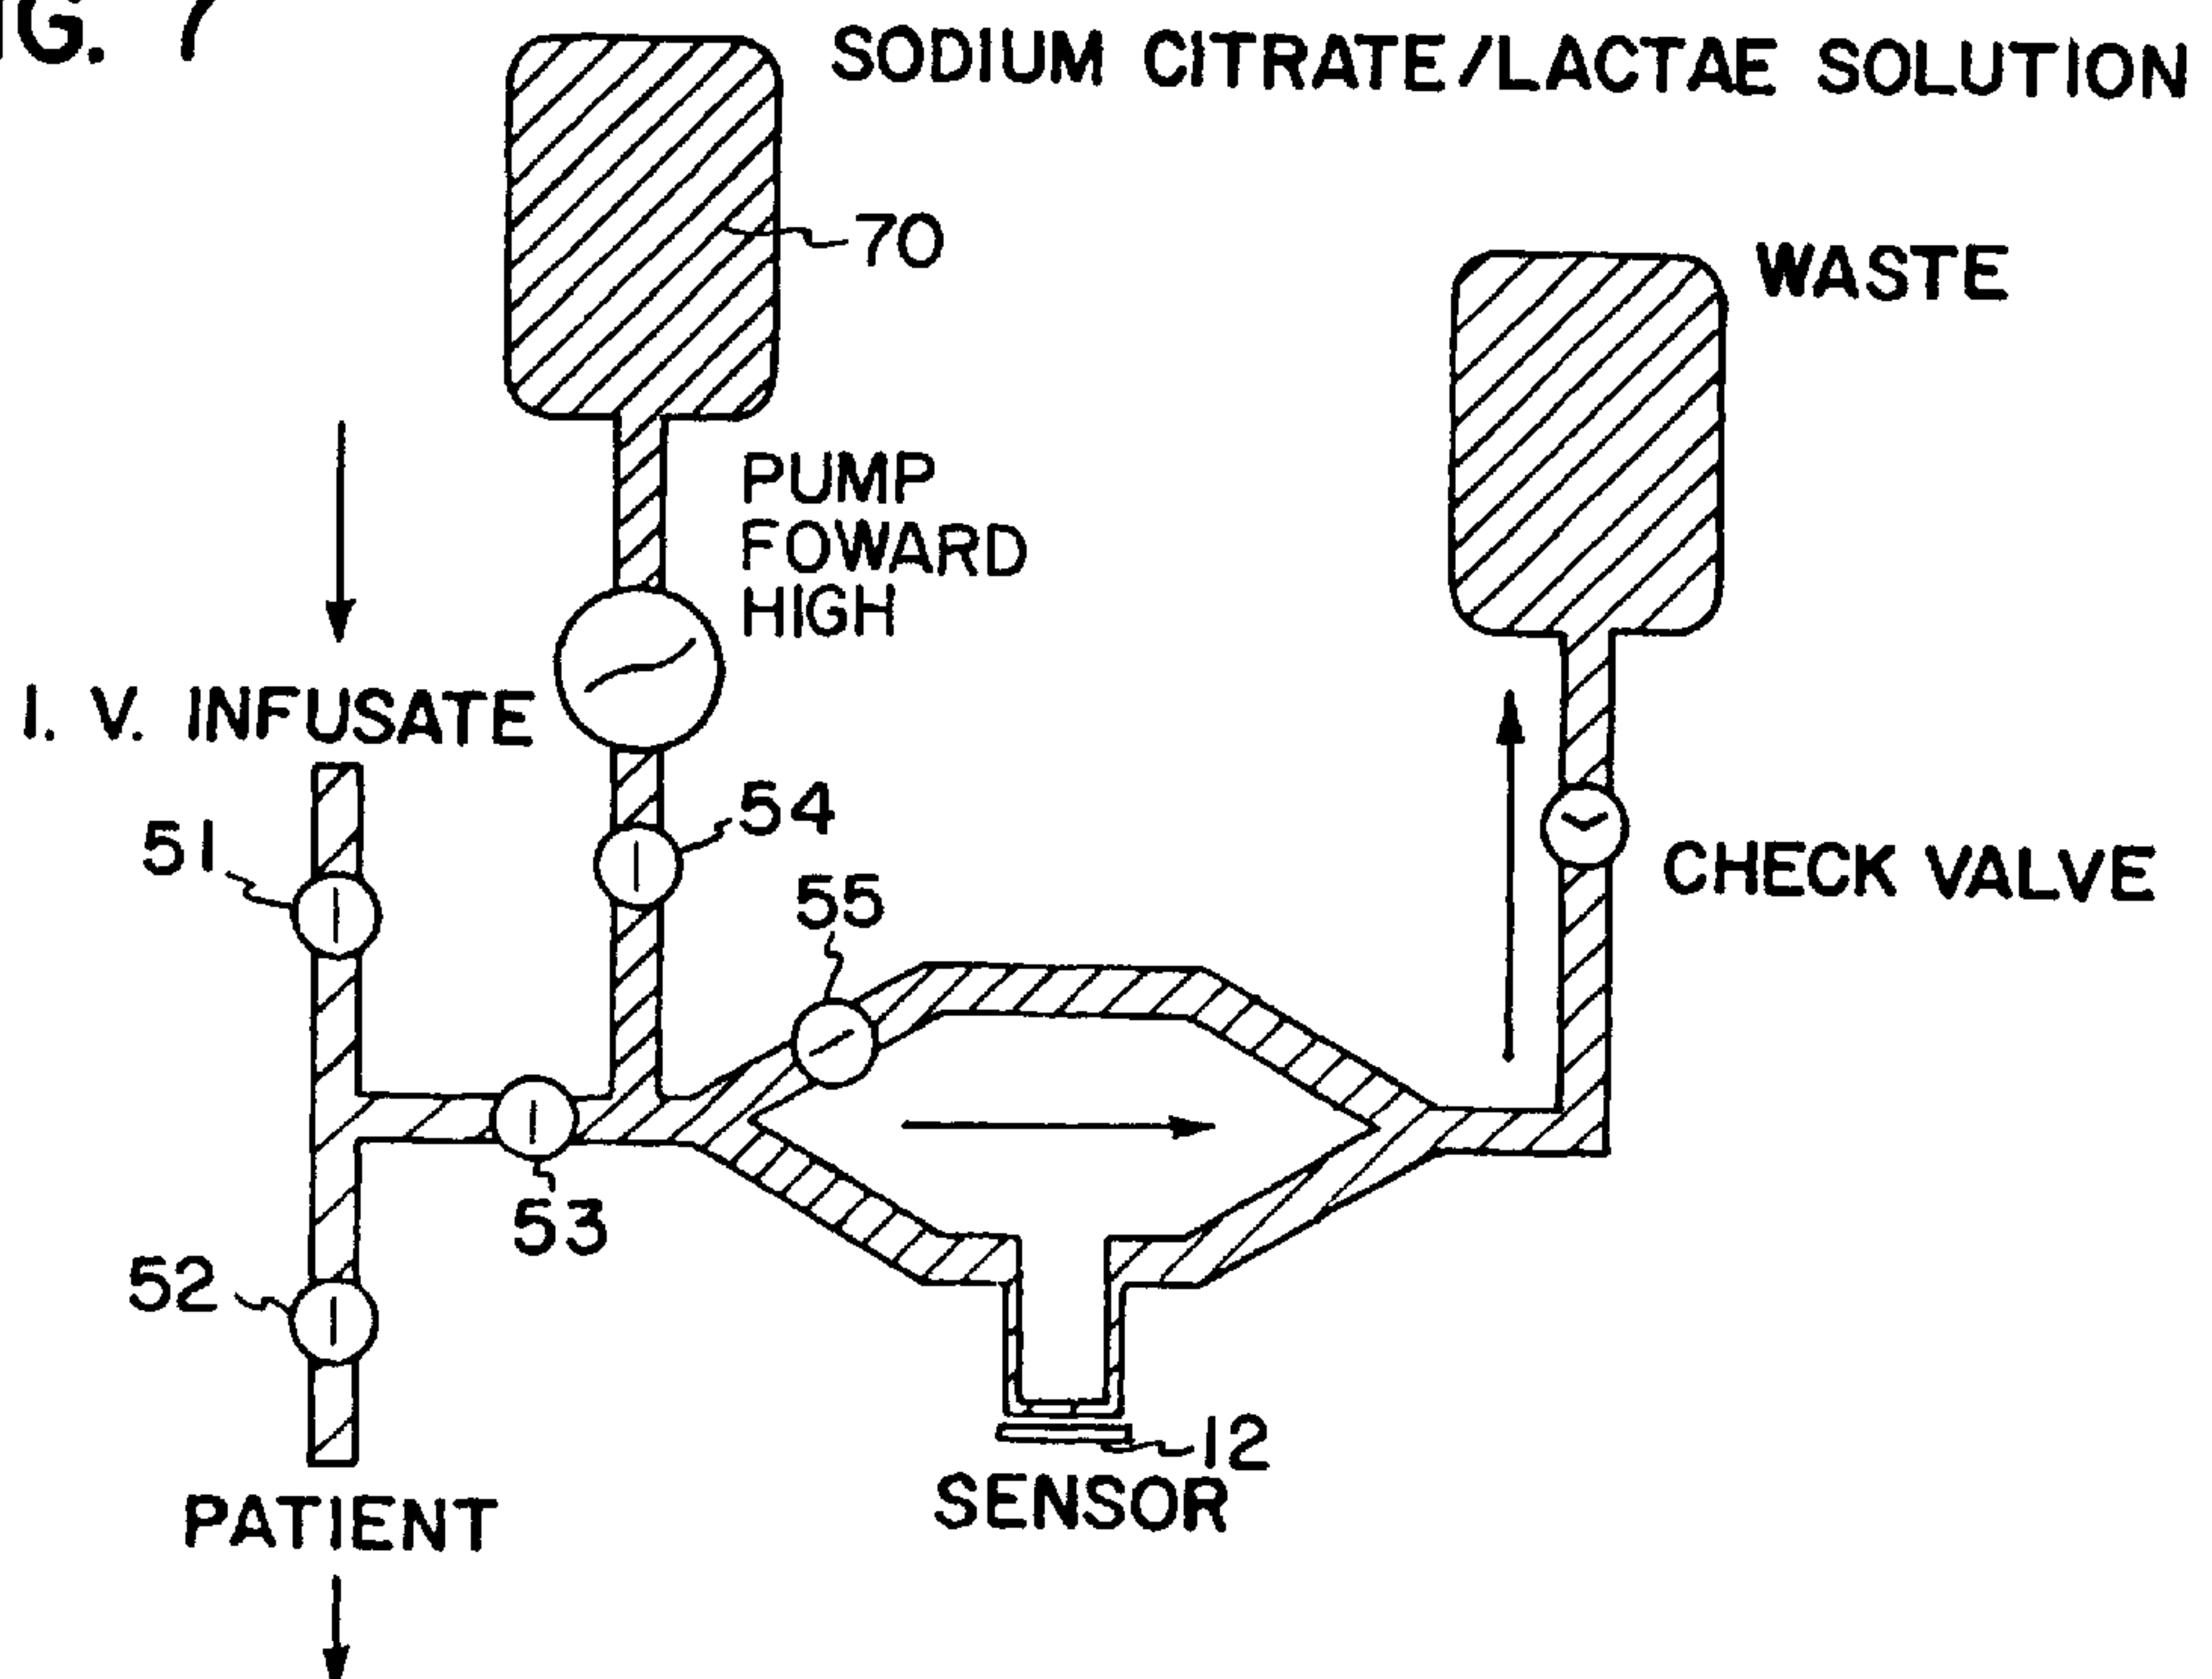 G. 7
SODIUM CITRATE/LACTAE SOLUTION
70
WASTE
PUMP
FOWARD
HIGH
I. V. INFUSATE
54
51
CHECK VALVE
55
53
52
12
SENSOR
PATIENT